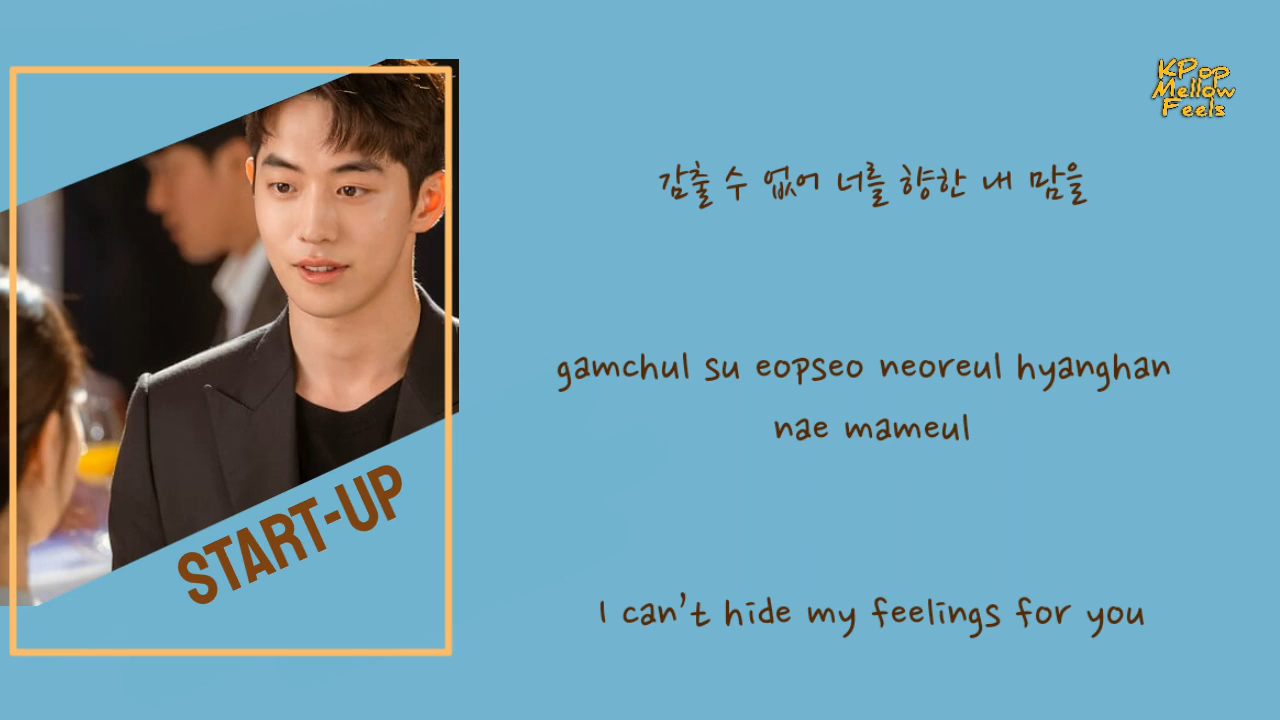 KPop
Mellow
Feels
감출 수 없어 너를 향한 내 맘을
gamchul su eopseo neoreul hyanghan
nae mameul
I can't hide my feelings for you
START-UP